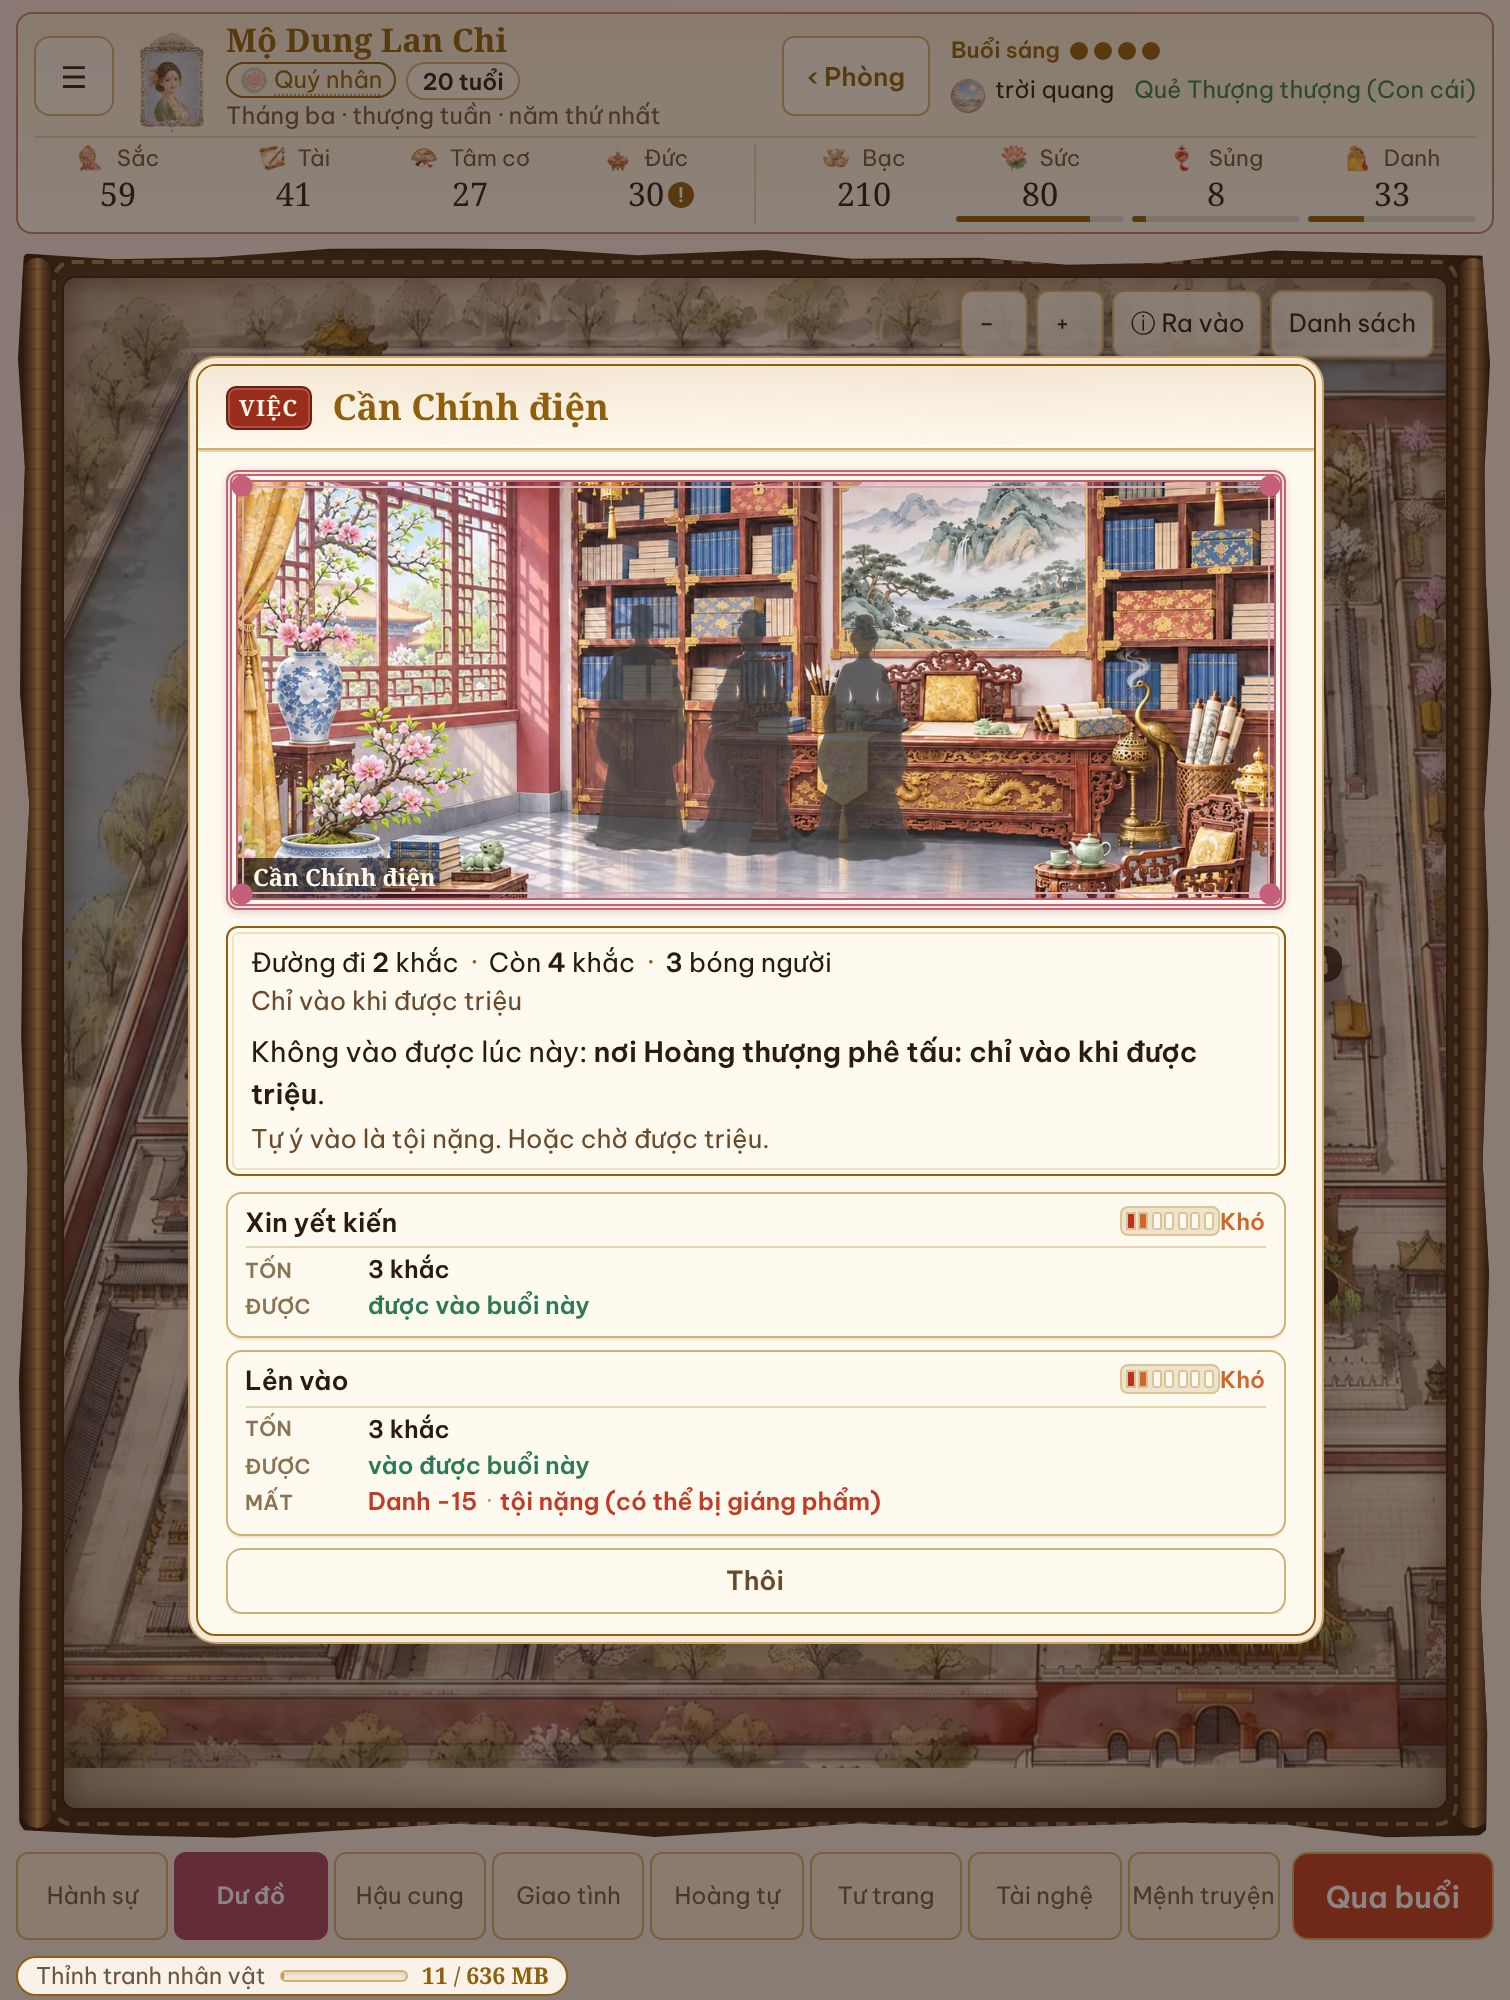 Mộ Dung Lan Chi
Quý nhân
20 tuổi
Tháng ba · thượng tuần · năm thứ nhất
‹ Phòng
Buổi sáng
trời quang
Quẻ Thượng thượng (Con cái)
Sắc
Tài
Tâm cơ
Đức
Bạc
Sức
Sủng
Danh
59
41
27
30 !
210
80
8
33
−
+
ⓘ Ra vào
Danh sách
VIỆC
Cần Chính điện
Cần Chính điện
Đường đi 2 khắc · Còn 4 khắc · 3 bóng người
Chỉ vào khi được triệu
Không vào được lúc này: nơi Hoàng thượng phê tấu: chỉ vào khi được
triệu.
Tự ý vào là tội nặng. Hoặc chờ được triệu.
Xin yết kiến
Khó
TỐN 3 khắc
ĐƯỢC được vào buổi này
Lẻn vào
Khó
TỐN 3 khắc
ĐƯỢC vào được buổi này
MẤT Danh -15 · tội nặng (có thể bị giáng phẩm)
Thôi
Hành sự
Dư đồ
Hậu cung
Giao tình
Hoàng tự
Tư trang
Tài nghệ
Mệnh truyện
Qua buổi
Thỉnh tranh nhân vật
11 / 636 MB